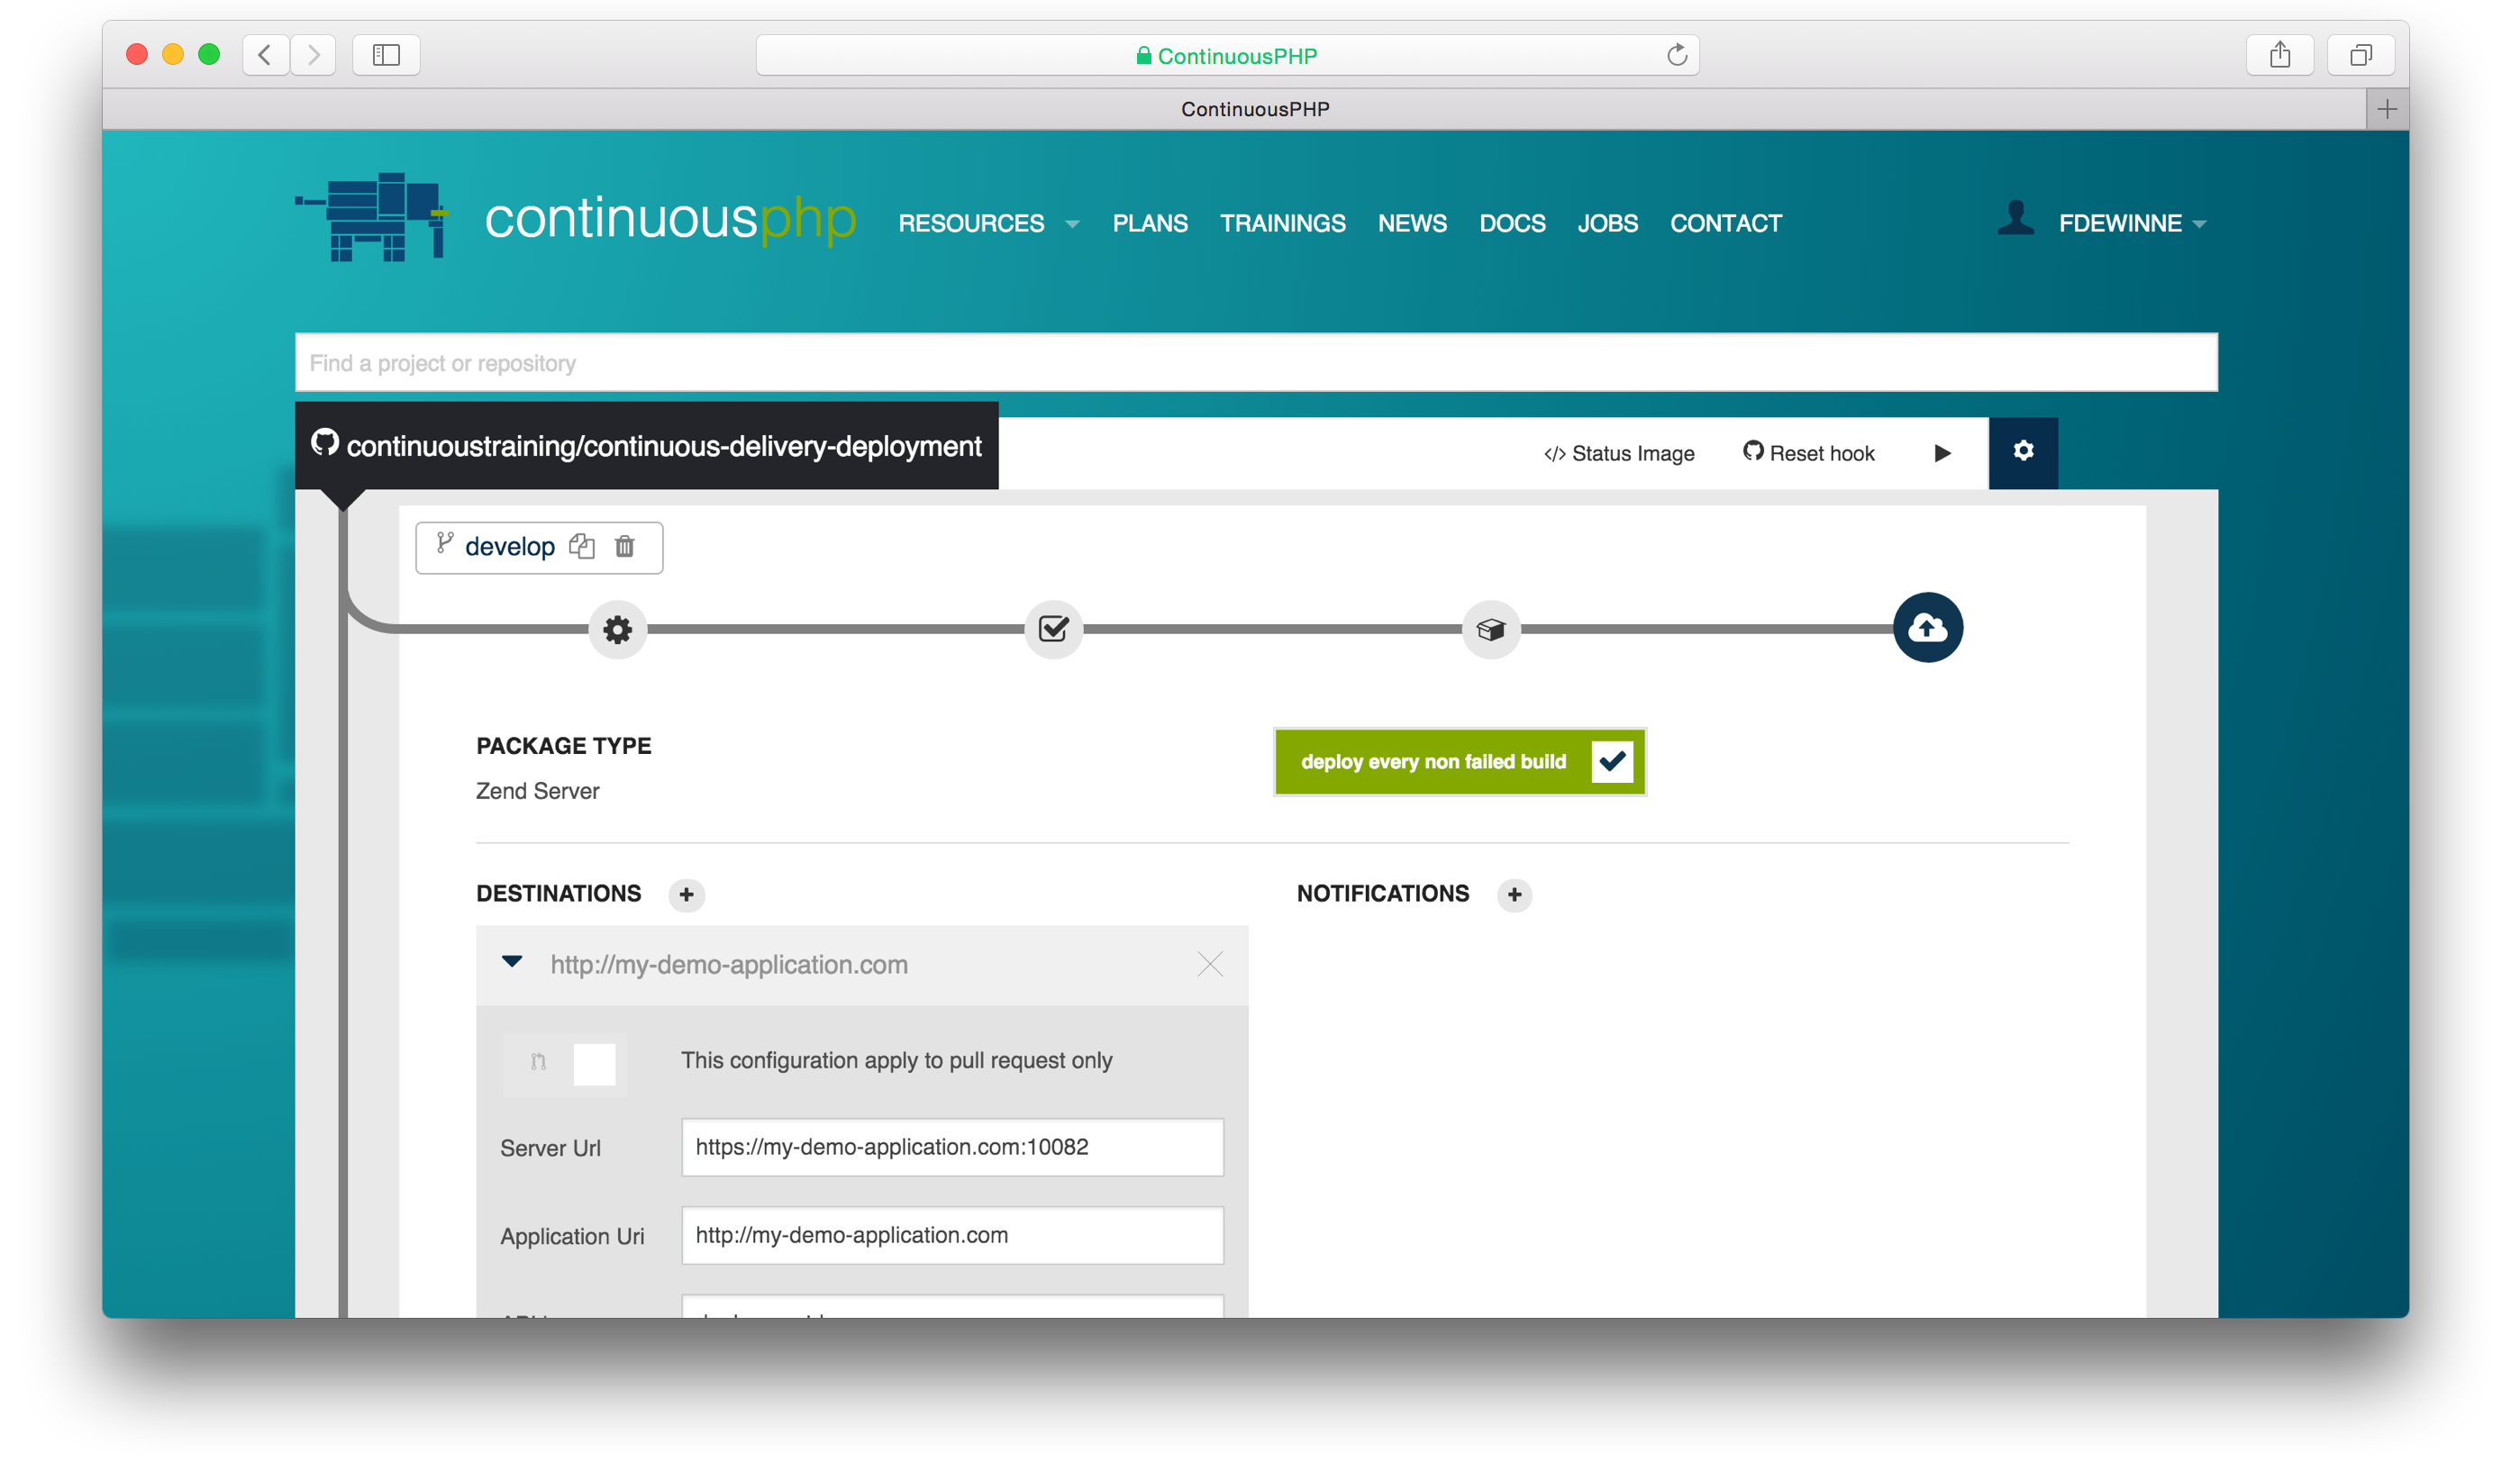 ContinuousPHP
ContinuousPHP
continuousphp RESOURCES PLANS TRAININGS NEWS DOCS JOBS CONTACT FDEWINNE
Find a project or repository
continuoustraining/continuous-delivery-deployment
</> Status Image Reset hook
develop
PACKAGE TYPE
deploy every non failed build
Zend Server
DESTINATIONS + NOTIFICATIONS +
http://my-demo-application.com
This configuration apply to pull request only
Server Url https://my-demo-application.com:10082
Application Uri http://my-demo-application.com